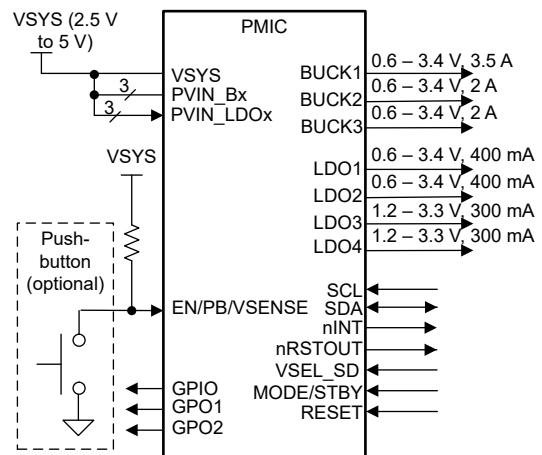 VSYS (2.5 V
to 5 V)
PMIC
VSYS
3
PVIN_Bx
3
PVIN_LDOx
VSYS
Push-
button
(optional)
EN/PB/VSENSE
GPIO
GPO1
GPO2
BUCK1
0.6 – 3.4 V, 3.5 A
BUCK2
0.6 – 3.4 V, 2 A
BUCK3
0.6 – 3.4 V, 2 A
LDO1
0.6 – 3.4 V, 400 mA
LDO2
0.6 – 3.4 V, 400 mA
LDO3
1.2 – 3.3 V, 300 mA
LDO4
1.2 – 3.3 V, 300 mA
SCL
SDA
nINT
nRSTOUT
VSEL_SD
MODE/STBY
RESET